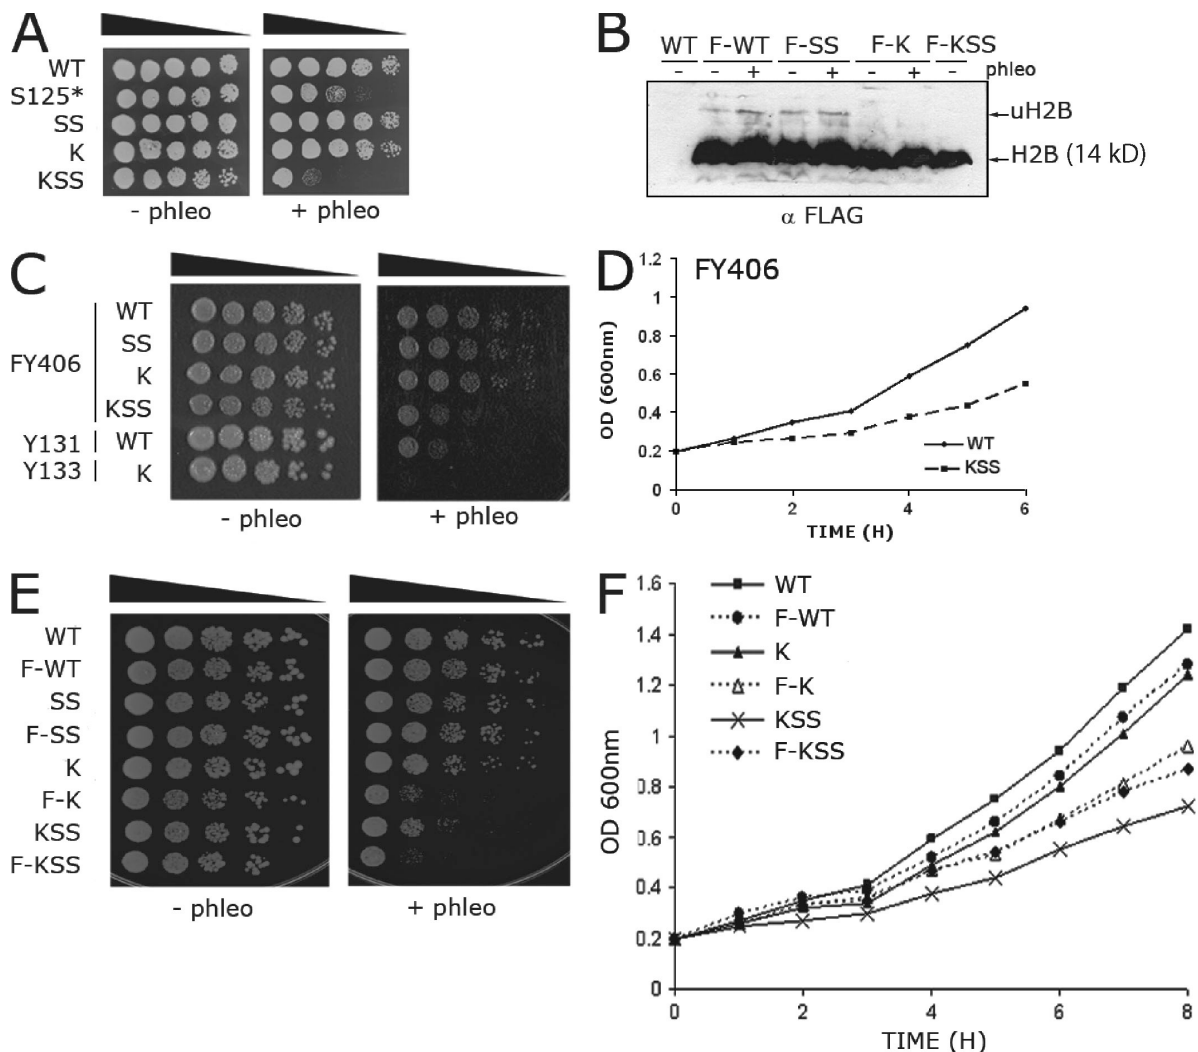 A
WT
S125*
SS
K
KSS
- phleo
+ phleo
B
WT F-WT F-SS F-K F-KSS
- - + - + - + - phleo
uH2B
H2B (14 kD)
α FLAG
C
FY406
WT
SS
K
KSS
Y131 WT
Y133 K
- phleo
+ phleo
D
FY406
OD (600nm)
1.2
1
0.8
0.6
0.4
0.2
0
0 2 4 6
TIME (H)
WT
KSS
E
WT
F-WT
SS
F-SS
K
F-K
KSS
F-KSS
- phleo
+ phleo
F
WT
F-WT
K
F-K
KSS
F-KSS
OD 600nm
1.6
1.4
1.2
1
0.8
0.6
0.4
0.2
0
0 2 4 6 8
TIME (H)